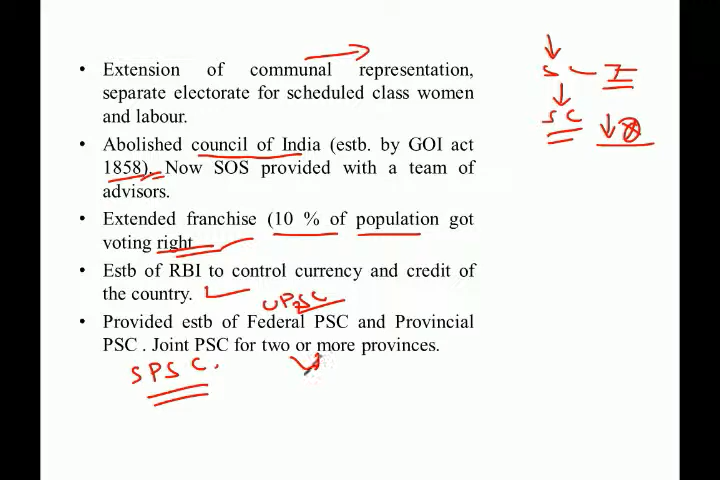 • Extension of communal representation,
separate electorate for scheduled class women
and labour.
• Abolished council of India (estb. by GOI act
1858). Now SOS provided with a team of
advisors.
• Extended franchise (10 % of population got
voting right
• Estb of RBI to control currency and credit of
the country.
UPSC
• Provided estb of Federal PSC and Provincial
PSC . Joint PSC for two or more provinces.
SPSC.
S
SC